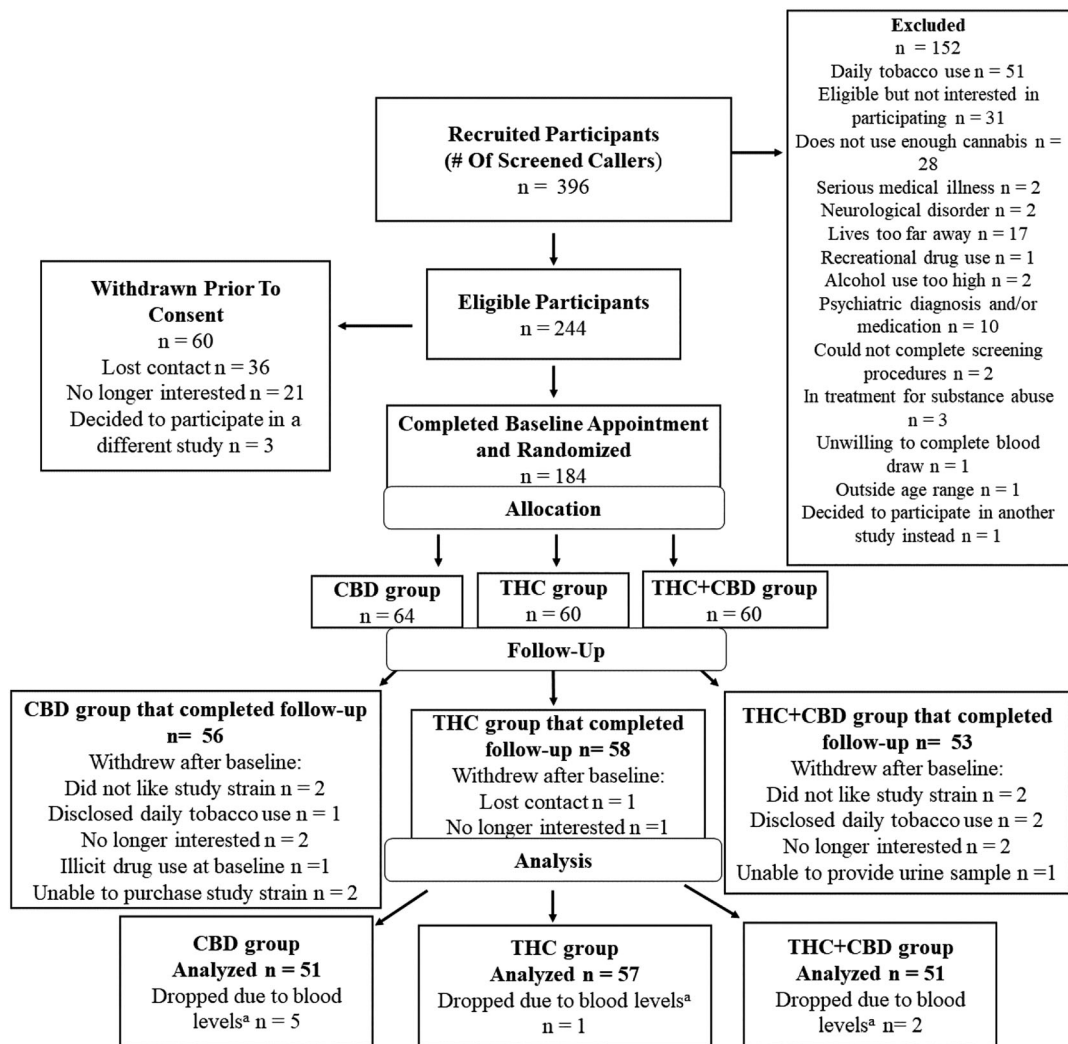 Excluded
n = 152
Daily tobacco use n = 51
Eligible but not interested in
participating n = 31
Does not use enough cannabis n =
28
Serious medical illness n = 2
Neurological disorder n = 2
Lives too far away n = 17
Recreational drug use n = 1
Alcohol use too high n = 2
Psychiatric diagnosis and/or
medication n = 10
Could not complete screening
procedures n = 2
In treatment for substance abuse
n = 3
Unwilling to complete blood
draw n = 1
Outside age range n = 1
Decided to participate in another
study instead n = 1
Recruited Participants
(# Of Screened Callers)
n = 396
Withdrawn Prior To
Consent
n = 60
Lost contact n = 36
No longer interested n = 21
Decided to participate in a
different study n = 3
Eligible Participants
n = 244
Completed Baseline Appointment
and Randomized
n = 184
Allocation
CBD group
n = 64
THC group
n = 60
THC+CBD group
n = 60
Follow-Up
CBD group that completed follow-up
n= 56
Withdrew after baseline:
Did not like study strain n = 2
Disclosed daily tobacco use n = 1
No longer interested n = 2
Illicit drug use at baseline n =1
Unable to purchase study strain n = 2
THC group that completed
follow-up n= 58
Withdrew after baseline:
Lost contact n = 1
No longer interested n =1
THC+CBD group that completed
follow-up n= 53
Withdrew after baseline:
Did not like study strain n = 2
Disclosed daily tobacco use n = 2
No longer interested n = 2
Unable to provide urine sample n =1
Analysis
CBD group
Analyzed n = 51
Dropped due to blood
levelsᵃ n = 5
THC group
Analyzed n = 57
Dropped due to blood levelsᵃ
n = 1
THC+CBD group
Analyzed n = 51
Dropped due to blood
levelsᵃ n= 2